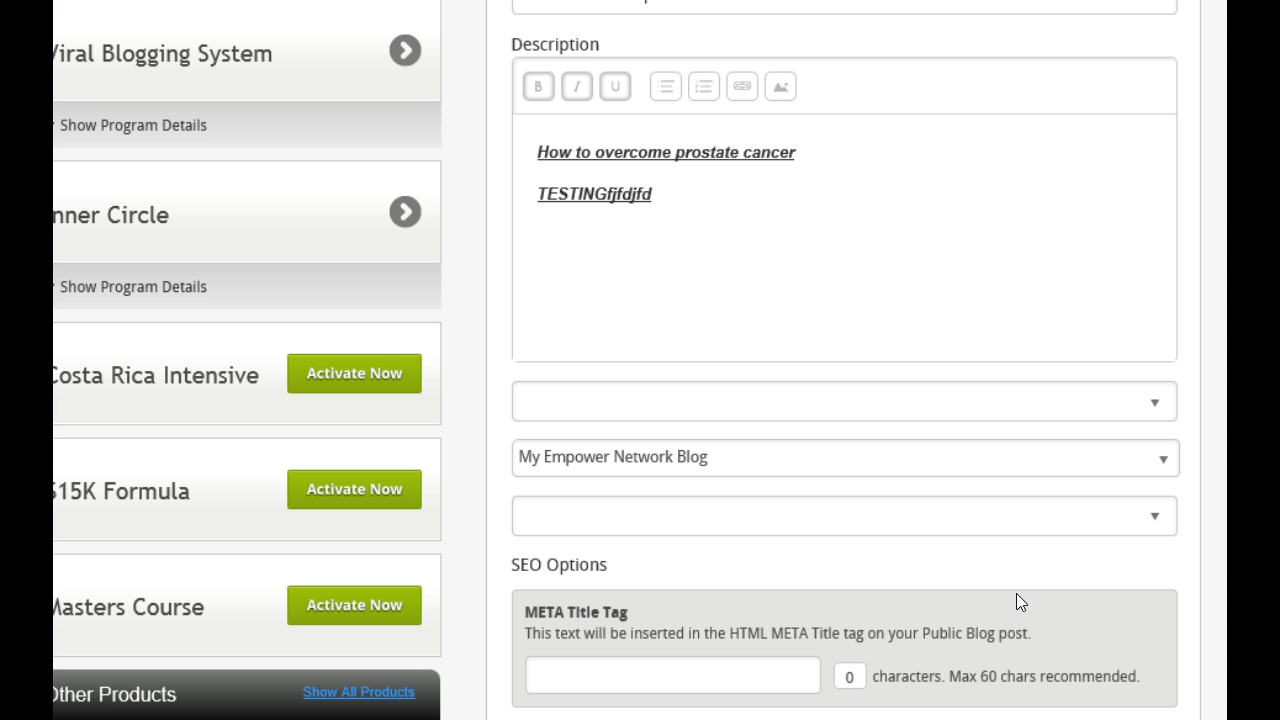 Viral Blogging System
Show Program Details
nner Circle
Show Program Details
Costa Rica Intensive
Activate Now
$15K Formula
Activate Now
Masters Course
Activate Now
Other Products
Show All Products
Description
B I U
How to overcome prostate cancer
TESTINGfjfdjfd
My Empower Network Blog
SEO Options
META Title Tag
This text will be inserted in the HTML META Title tag on your Public Blog post.
0 characters. Max 60 chars recommended.